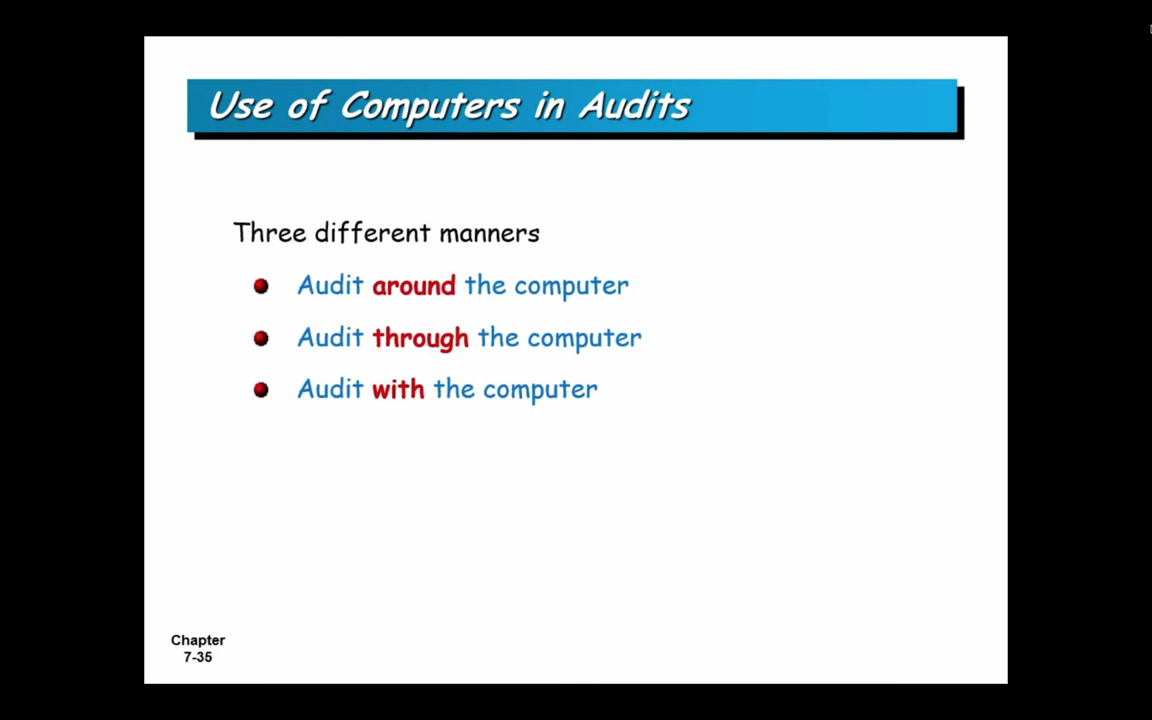 Use of Computers in Audits
Three different manners
Audit around the computer
Audit through the computer
Audit with the computer
Chapter
7-35